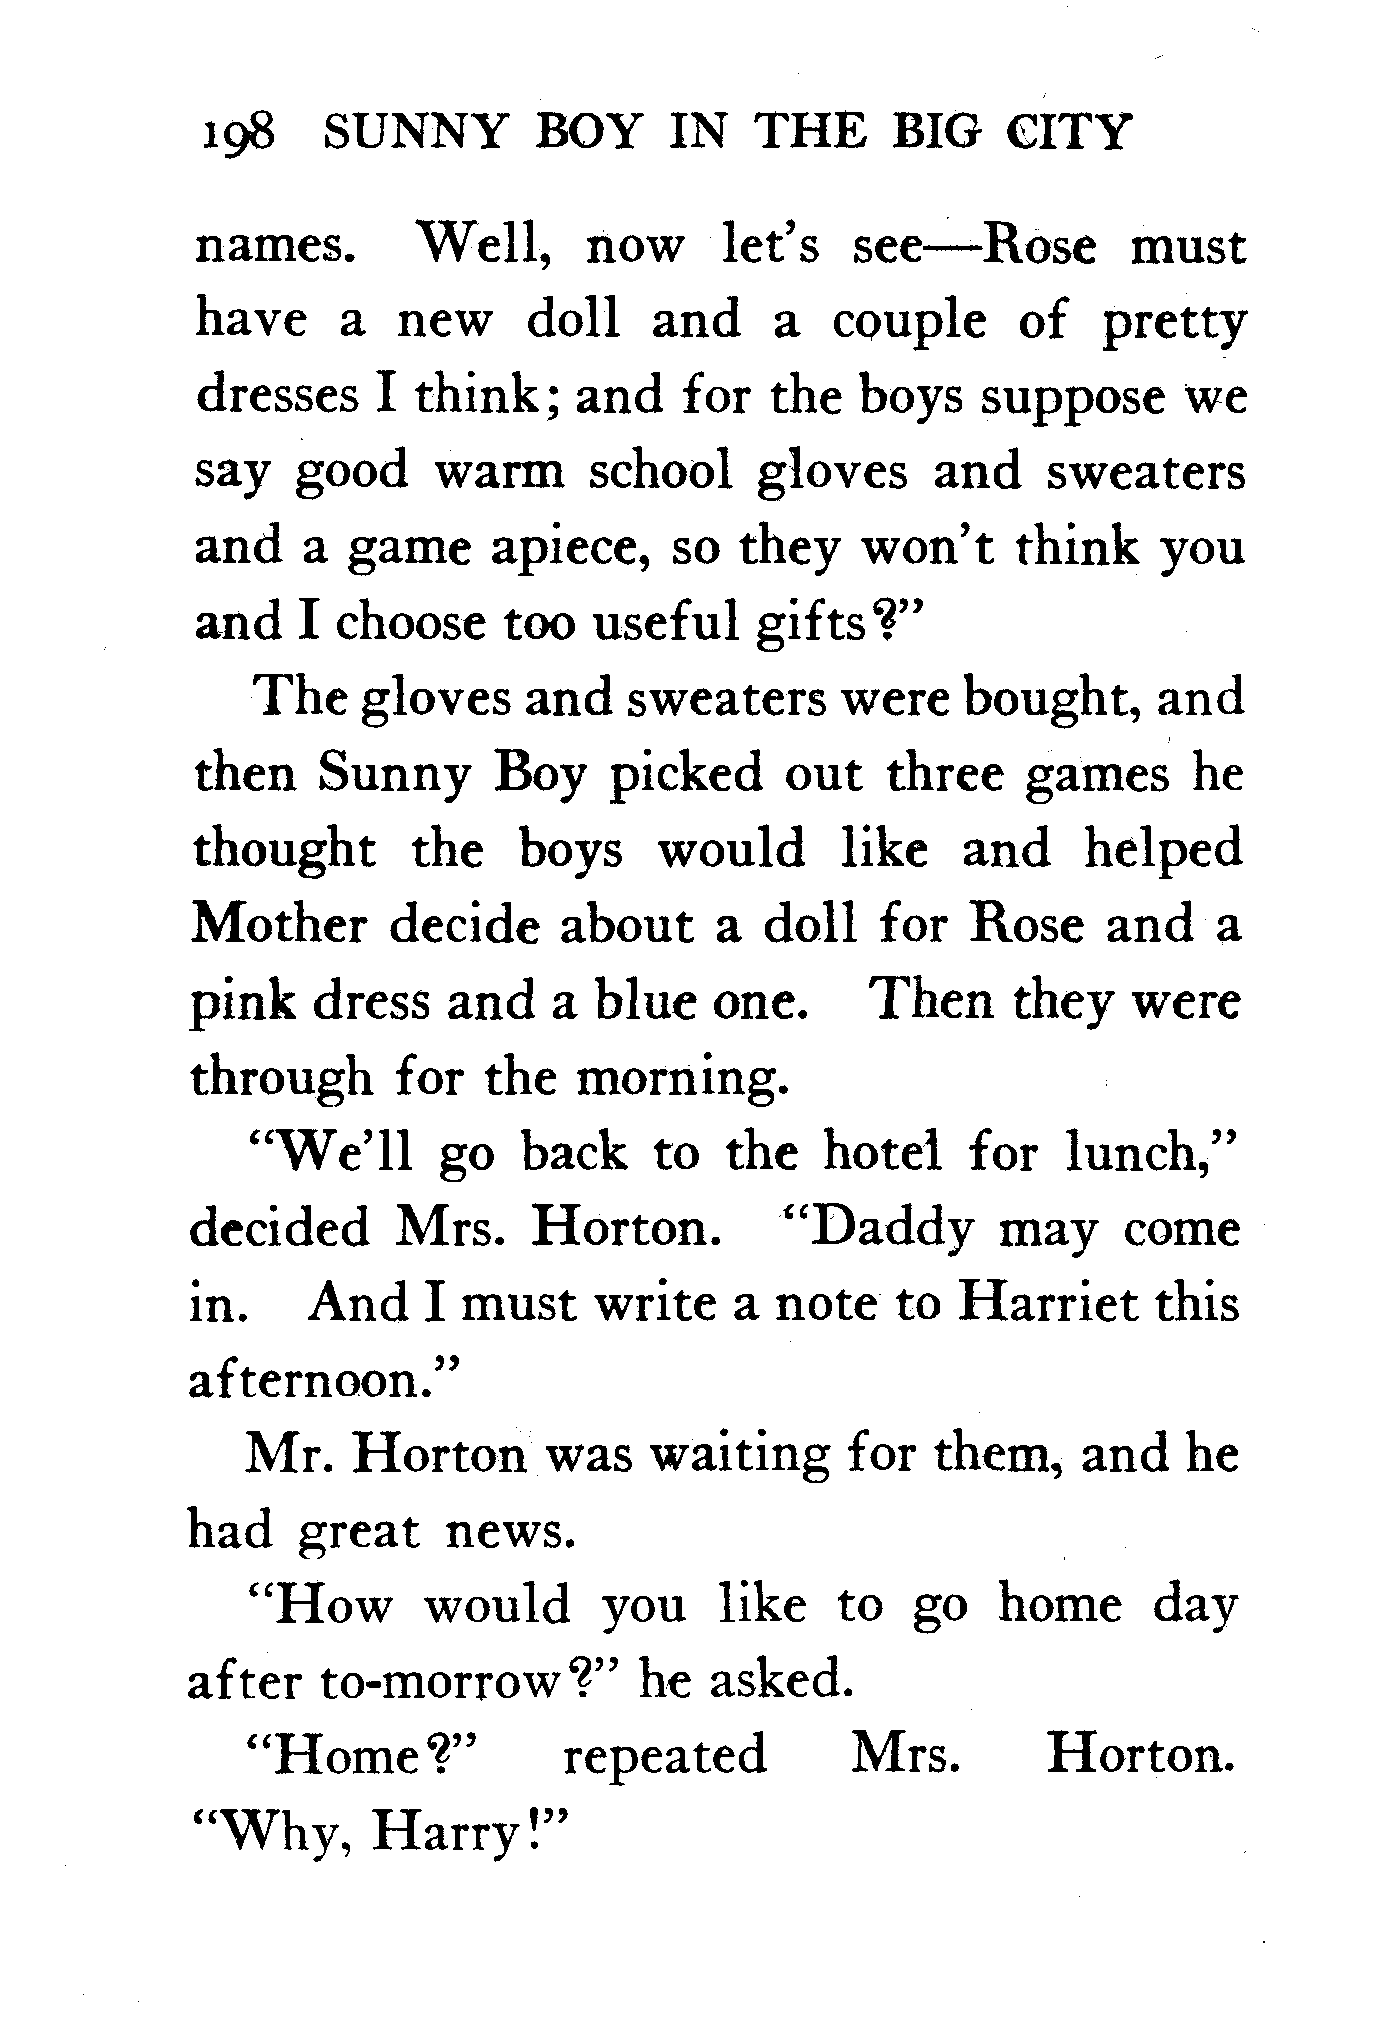 198 SUNNY BOY IN THE BIG CITY
names. Well, now let's see—Rose must
have a new doll and a couple of pretty
dresses I think; and for the boys suppose we
say good warm school gloves and sweaters
and a game apiece, so they won't think you
and I choose too useful gifts?"
The gloves and sweaters were bought, and
then Sunny Boy picked out three games he
thought the boys would like and helped
Mother decide about a doll for Rose and a
pink dress and a blue one. Then they were
through for the morning.
"We'll go back to the hotel for lunch,"
decided Mrs. Horton. "Daddy may come
in. And I must write a note to Harriet this
afternoon."
Mr. Horton was waiting for them, and he
had great news.
"How would you like to go home day
after to-morrow?" he asked.
"Home?" repeated Mrs. Horton.
"Why, Harry!"